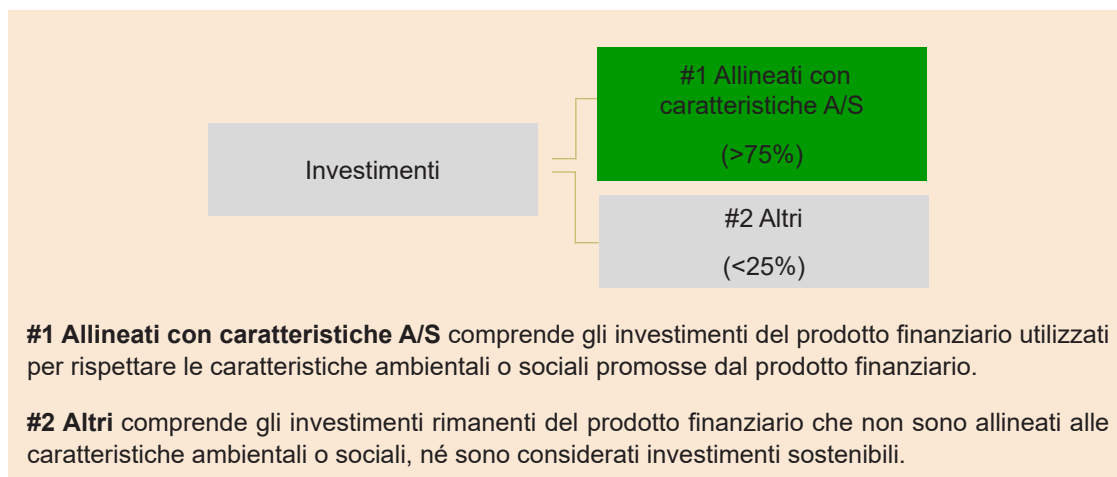 #1 Allineati con
caratteristiche A/S
(>75%)
Investimenti
#2 Altri
(<25%)
#1 Allineati con caratteristiche A/S comprende gli investimenti del prodotto finanziario utilizzati
per rispettare le caratteristiche ambientali o sociali promosse dal prodotto finanziario.
#2 Altri comprende gli investimenti rimanenti del prodotto finanziario che non sono allineati alle
caratteristiche ambientali o sociali, né sono considerati investimenti sostenibili.